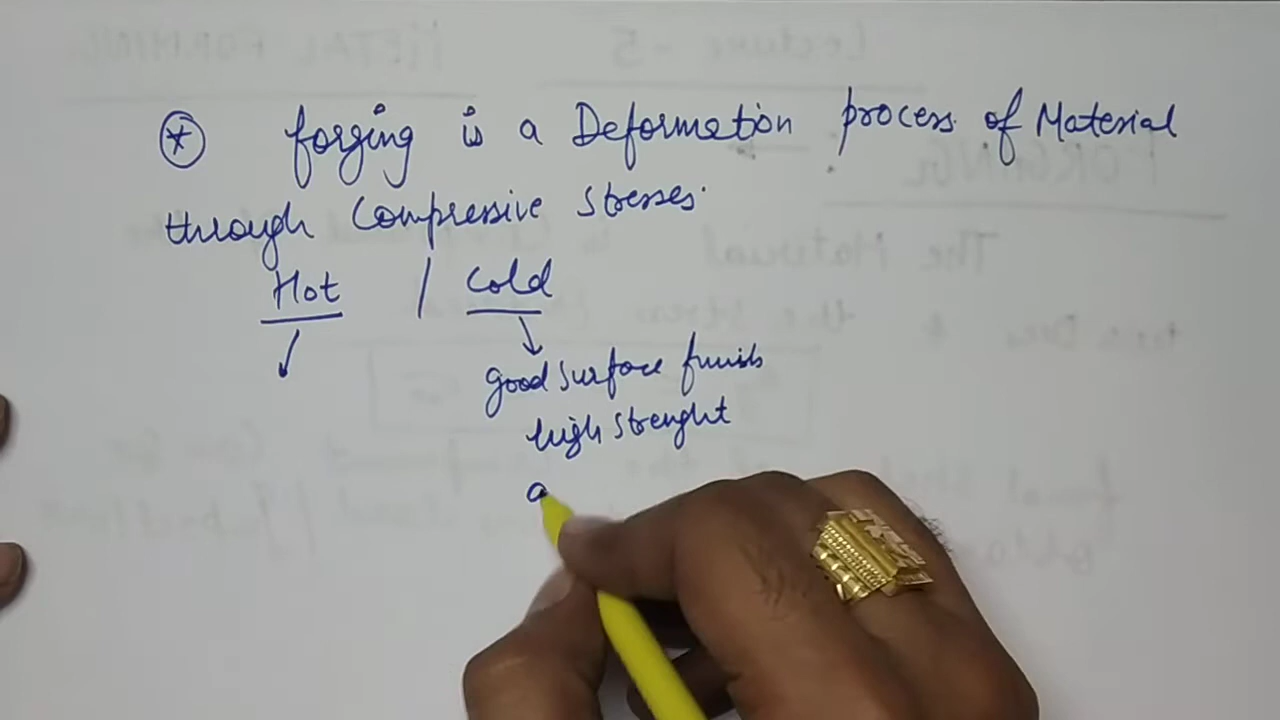 * forging is a Deformation process of Material
through Compressive Stresses.
Hot / Cold
good surface finish
high strenght
a